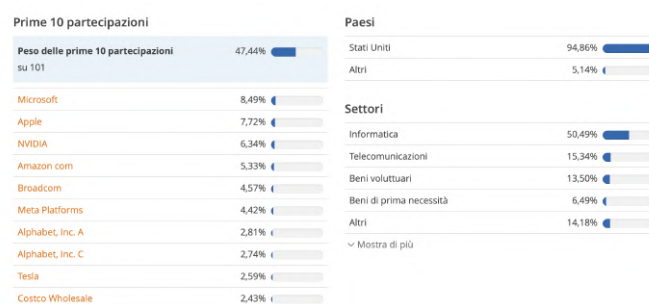 Prime 10 partecipazioni
Peso delle prime 10 partecipazioni 47,44%
su 101
Microsoft 8,49%
Apple 7,72%
NVIDIA 6,34%
Amazon com 5,33%
Broadcom 4,57%
Meta Platforms 4,42%
Alphabet, Inc. A 2,81%
Alphabet, Inc. C 2,74%
Tesla 2,59%
Costco Wholesale 2,43%
Paesi
Stati Uniti 94,86%
Altri 5,14%
Settori
Informatica 50,49%
Telecomunicazioni 15,34%
Beni voluttuari 13,50%
Beni di prima necessità 6,49%
Altri 14,18%
Mostra di più